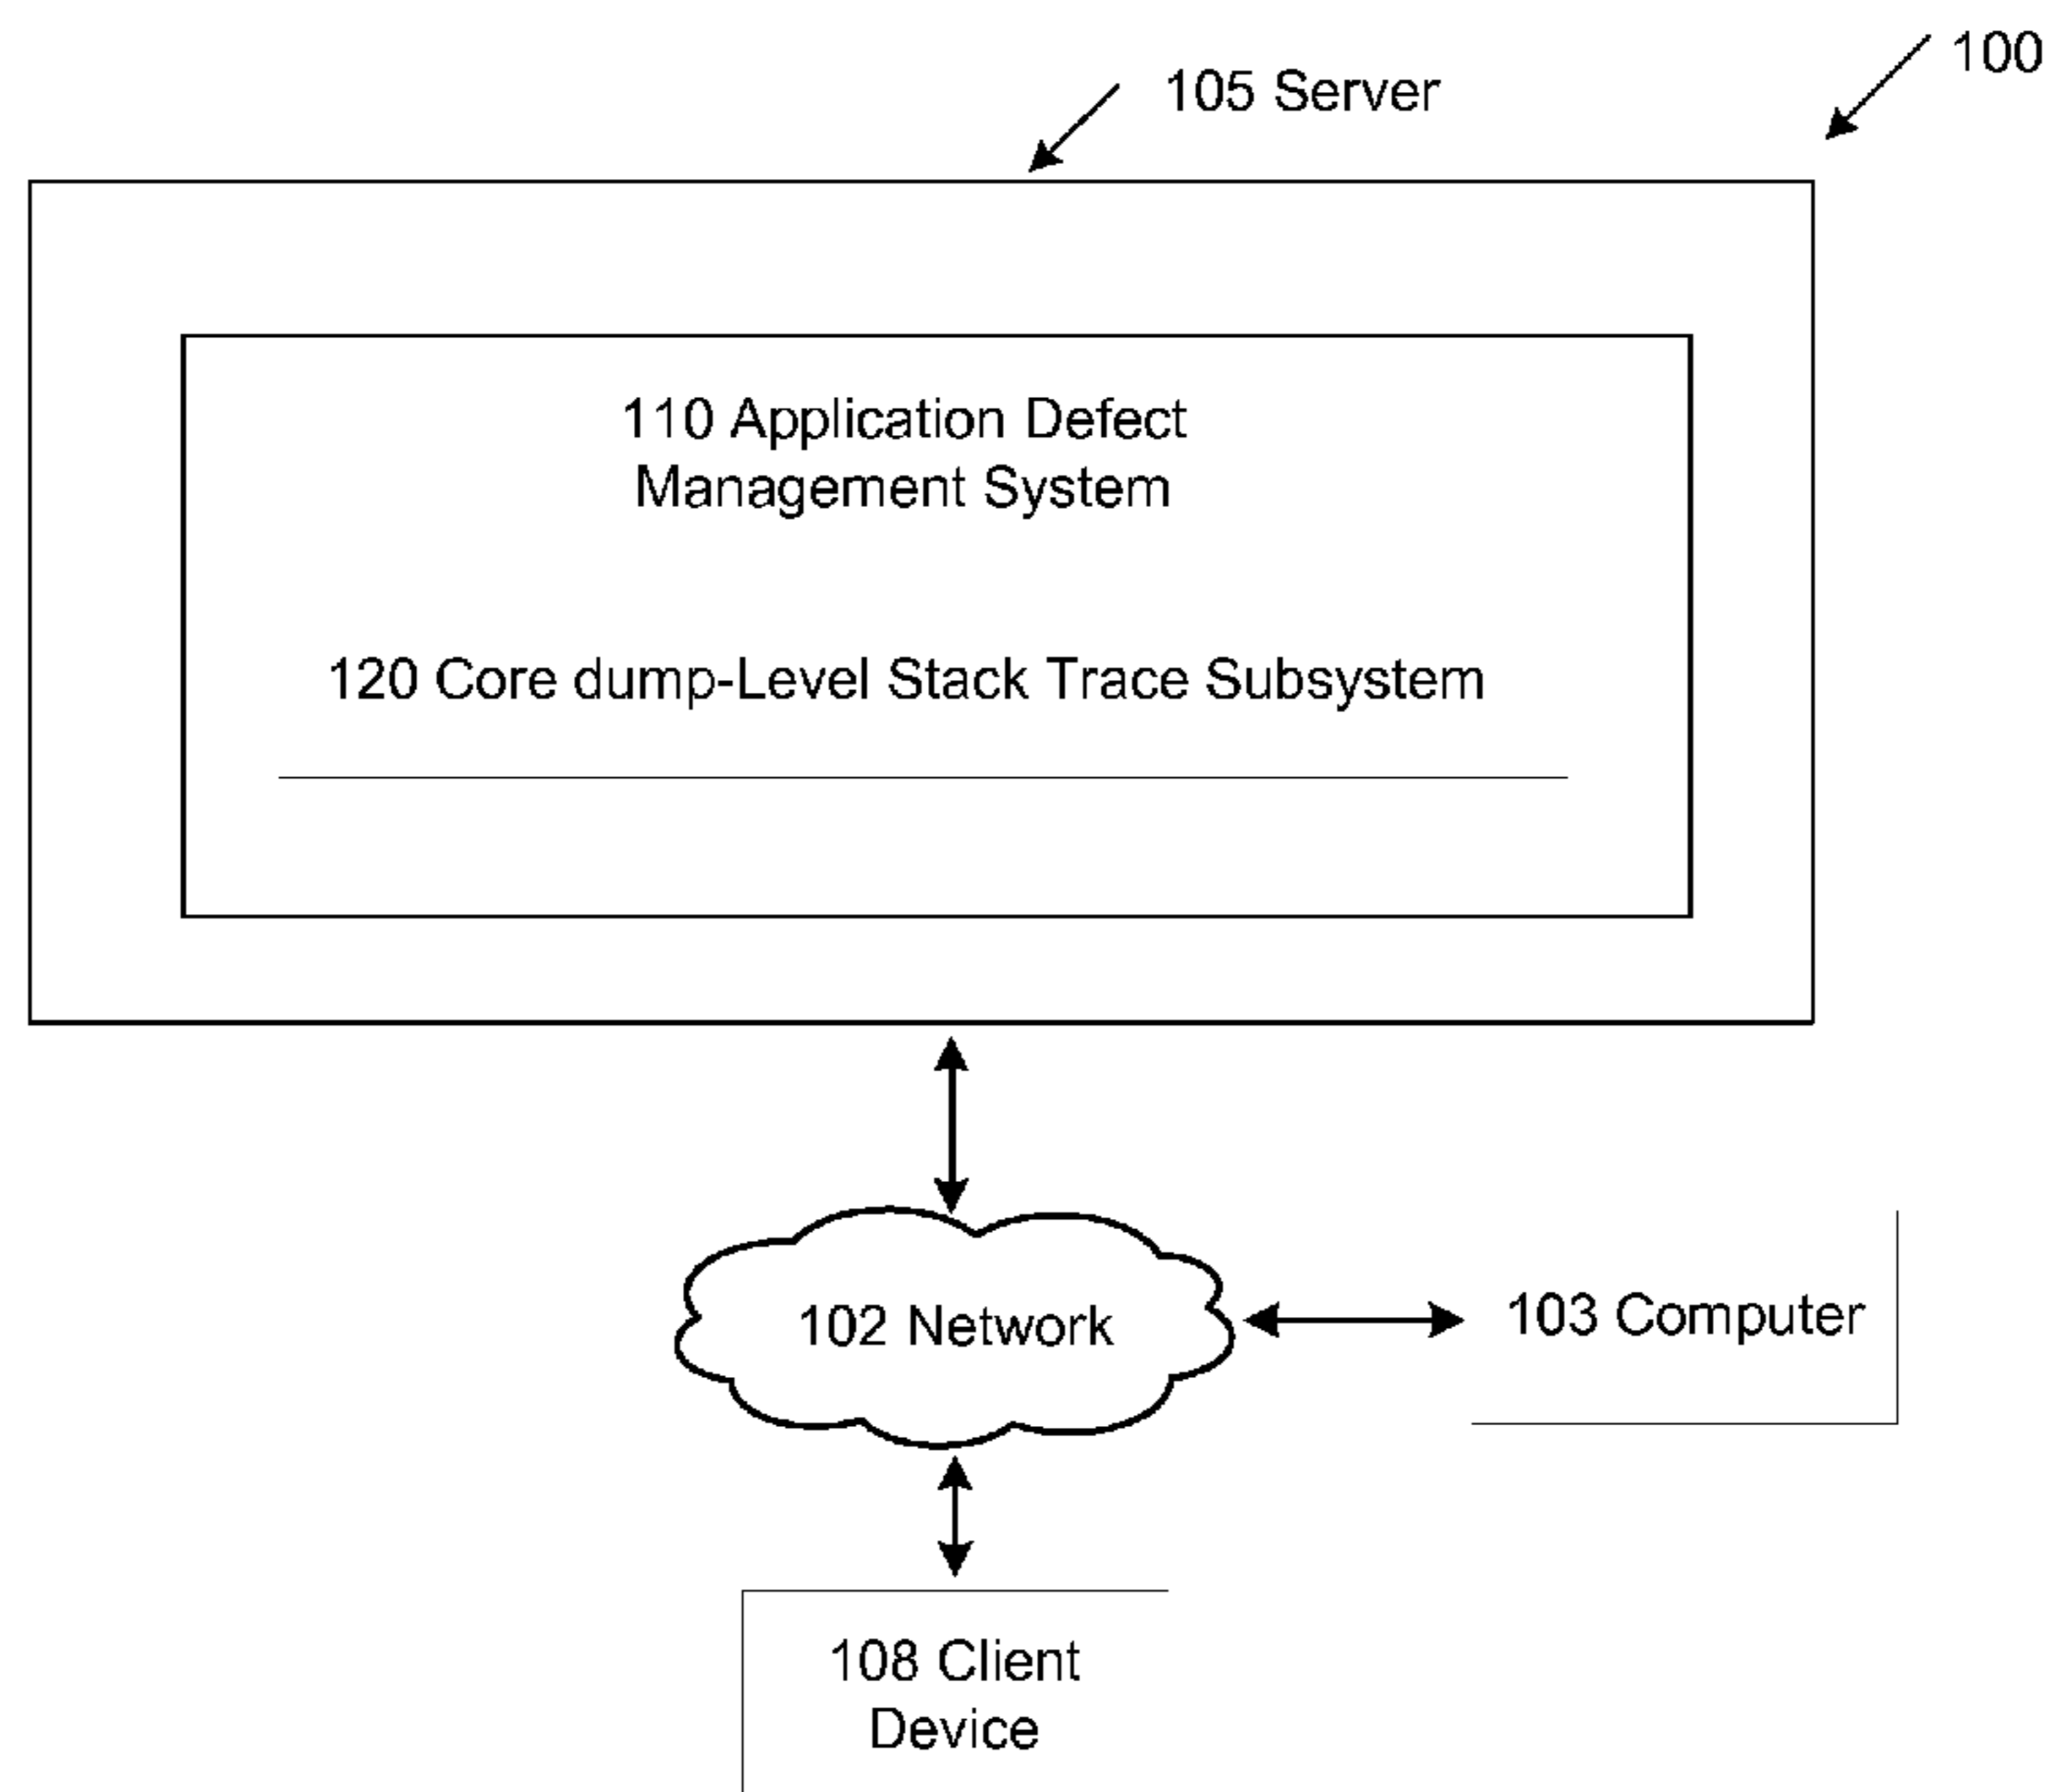 100
105 Server
110 Application Defect
Management System
120 Core dump-Level Stack Trace Subsystem
102 Network
103 Computer
108 Client
Device